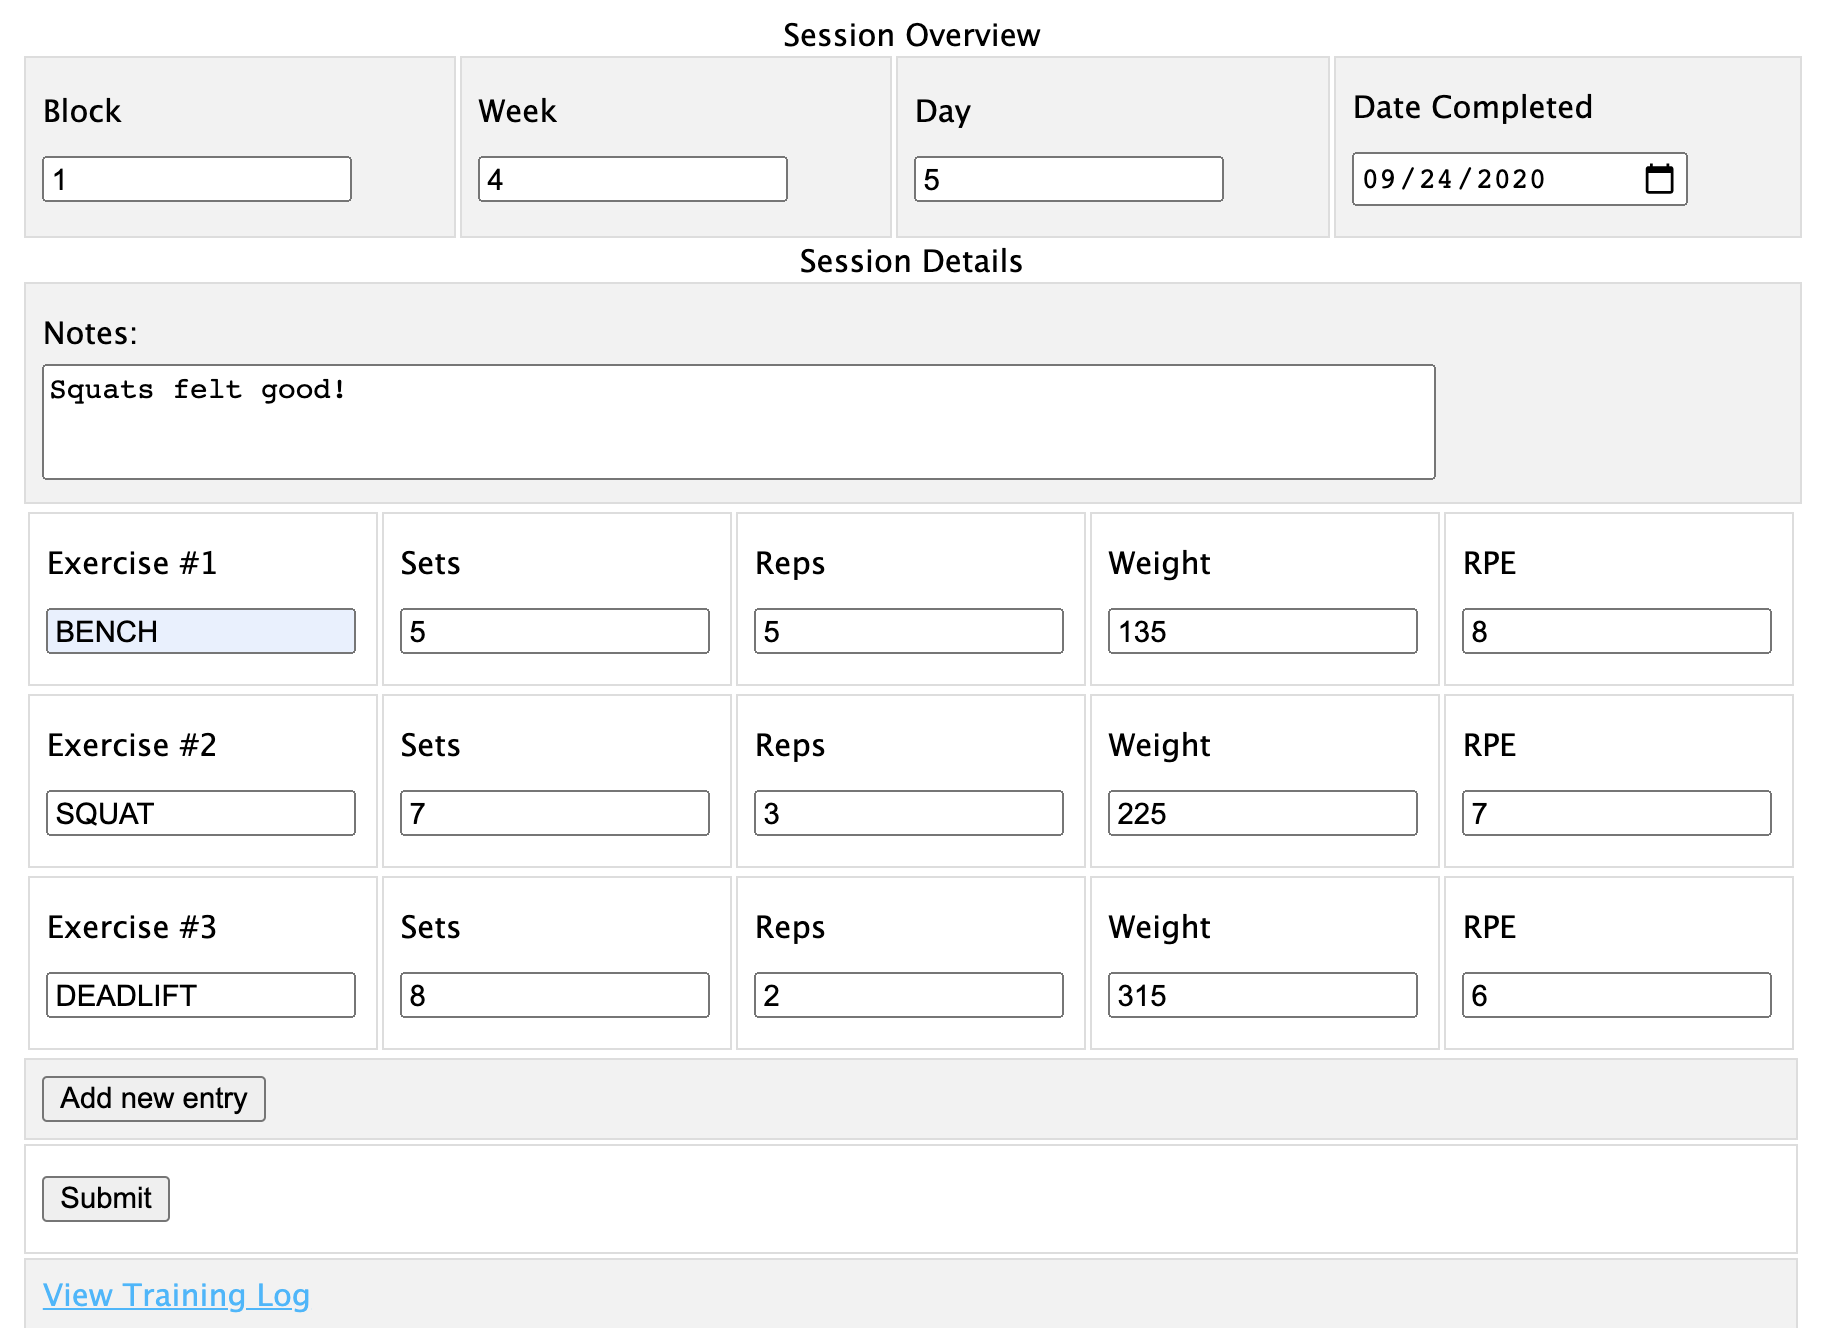 Session Overview
Block Week Day Date Completed
1 4 5 09/24/2020
Session Details
Notes:
Squats felt good!
Exercise #1 Sets Reps Weight RPE
BENCH 5 5 135 8
Exercise #2 Sets Reps Weight RPE
SQUAT 7 3 225 7
Exercise #3 Sets Reps Weight RPE
DEADLIFT 8 2 315 6
Add new entry
Submit
View Training Log